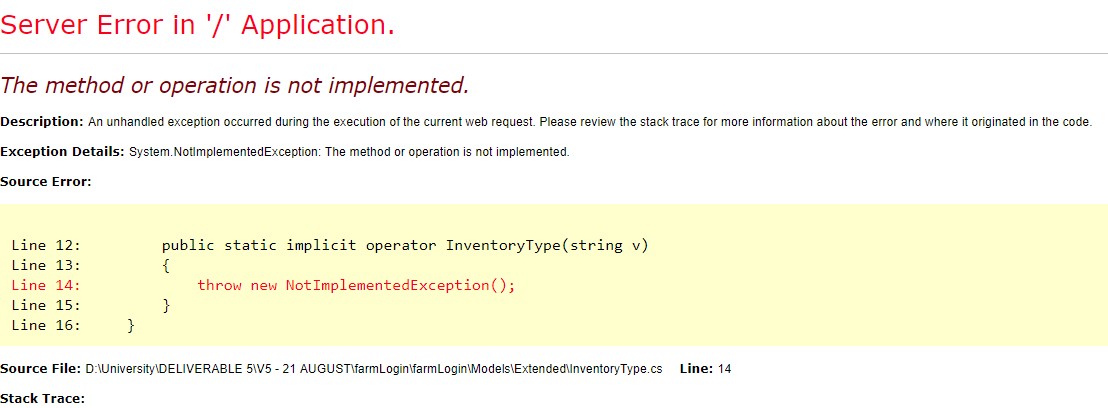 Server Error in '/' Application.
The method or operation is not implemented.
Description: An unhandled exception occurred during the execution of the current web request. Please review the stack trace for more information about the error and where it originated in the code.
Exception Details: System.NotImplementedException: The method or operation is not implemented.
Source Error:
Line 12:         public static implicit operator InventoryType(string v)
Line 13:         {
Line 14:             throw new NotImplementedException();
Line 15:         }
Line 16:     }
Source File: D:\University\DELIVERABLE 5\V5 - 21 AUGUST\farmLogin\farmLogin\Models\Extended\InventoryType.cs    Line: 14
Stack Trace: